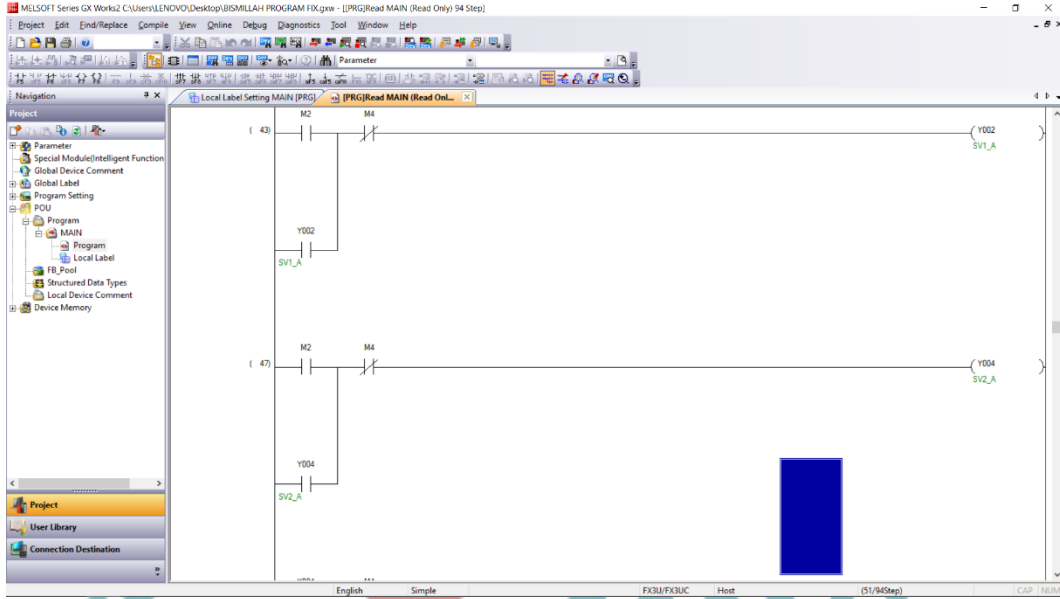 MELSOFT Series GX Works2 C:\Users\LENOVO\Desktop\BISMILLAH PROGRAM FIX.gxw - [[PRG]Read MAIN (Read Only) 94 Step]
Project Edit Find/Replace Compile View Online Debug Diagnostics Tool Window Help
Parameter
Navigation
Local Label Setting MAIN [PRG]
[PRG]Read MAIN (Read Onl...
Project
Parameter
Special Module(Intelligent Function
Global Device Comment
Global Label
Program Setting
POU
Program
MAIN
Program
Local Label
FB_Pool
Structured Data Types
Local Device Comment
Device Memory
Project
User Library
Connection Destination
M2 M4
( 43) ( Y002 )
SV1_A
Y002
SV1_A
M2 M4
( 47) ( Y004 )
SV2_A
Y004
SV2_A
English Simple FX3U/FX3UC Host (51/94Step) CAP NUM